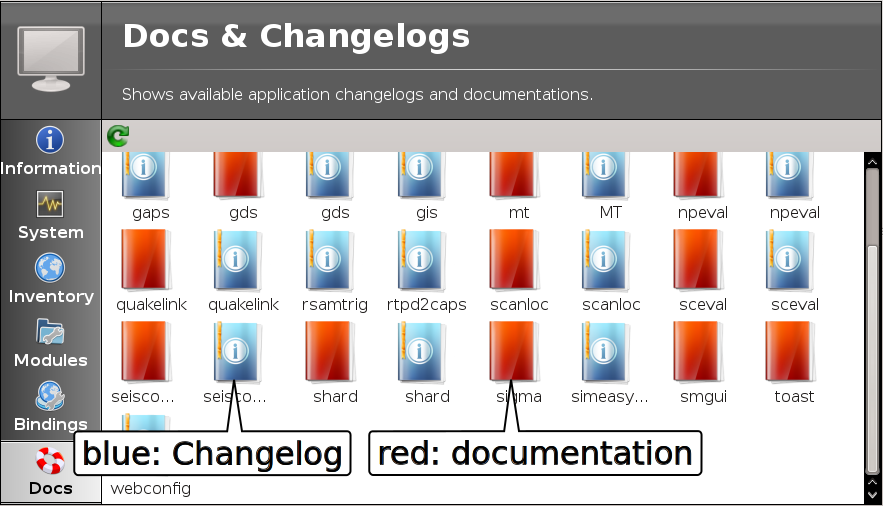 Docs & Changelogs
Shows available application changelogs and documentations.
Information
System
Inventory
Modules
Bindings
Docs
gaps gds gds gis mt MT npeval npeval
quakelink quakelink rsamtrig rtpd2caps scanloc scanloc sceval sceval
seisco... seisco... shard shard sigma simeasy... smgui toast
blue: Changelog red: documentation
webconfig